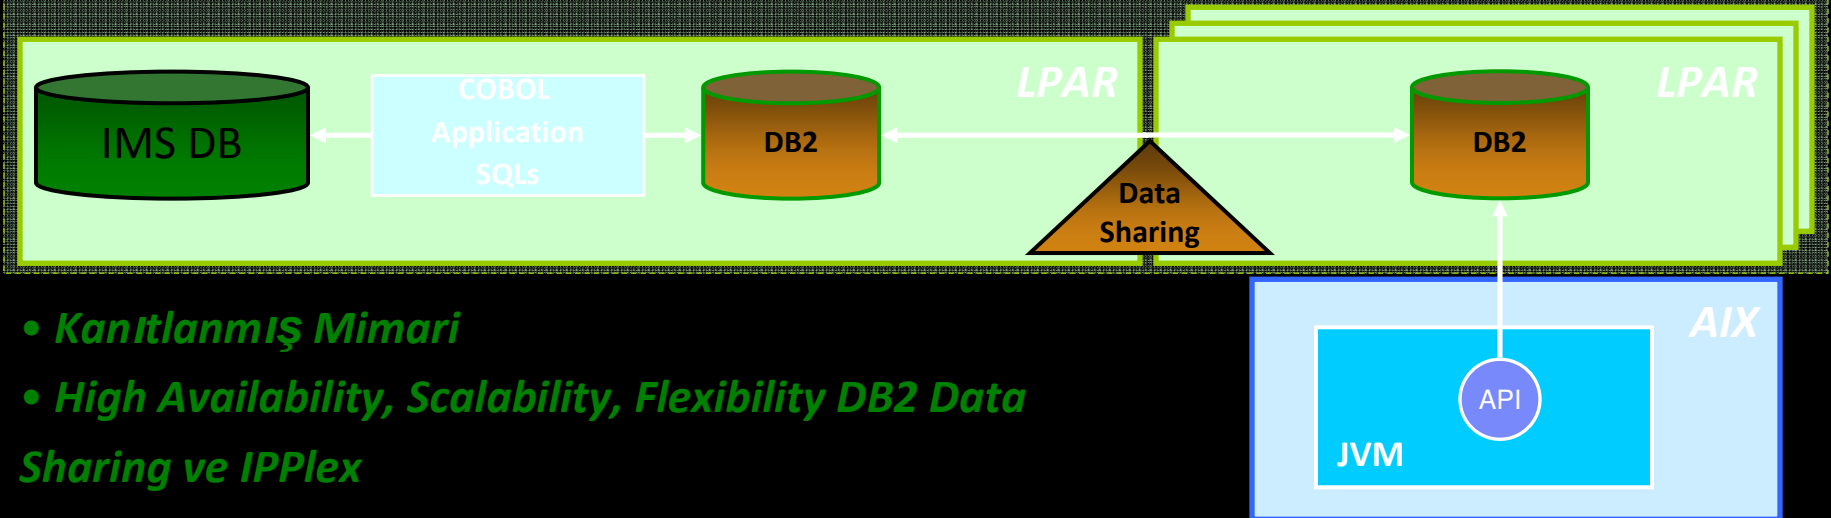 LPAR
LPAR
COBOL
Application
SQLs
IMS DB
DB2
DB2
Data
Sharing
• Kanıtlanmış Mimari
• High Availability, Scalability, Flexibility DB2 Data
Sharing ve IPPlex
AIX
API
JVM